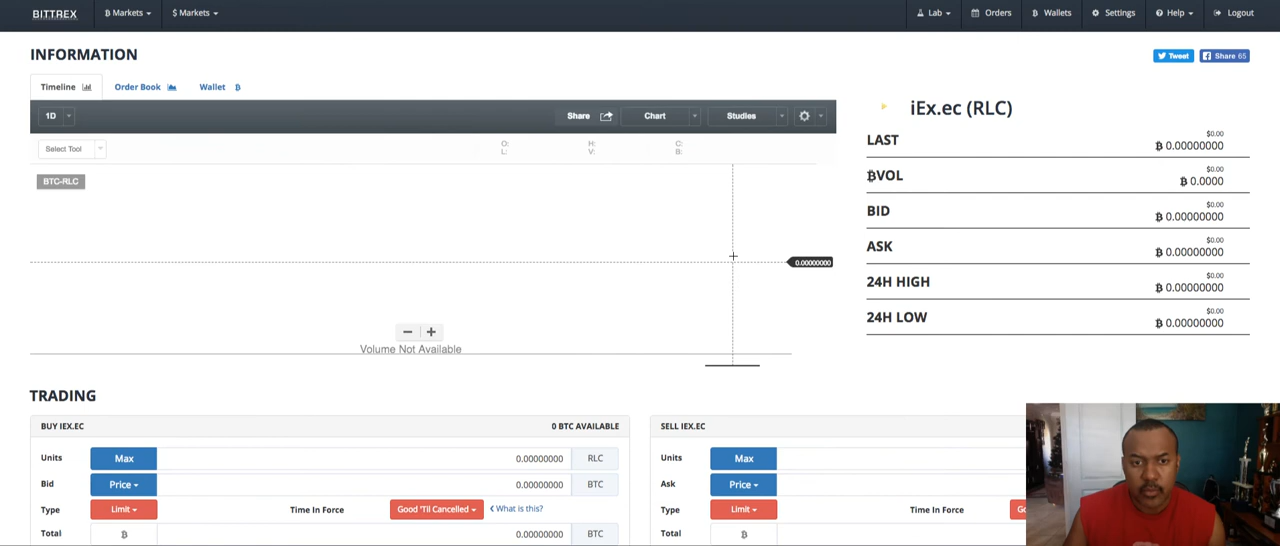 BITTREX Ƀ Markets $ Markets Lab Orders Ƀ Wallets Settings Help Logout
INFORMATION
Tweet Share 65
Timeline Order Book Wallet Ƀ
1D Share Chart Studies
iEx.ec (RLC)
Select Tool O: H: C:
L: V: B:
BTC-RLC
LAST $0.00
Ƀ 0.00000000
ɃVOL $0.00
Ƀ 0.0000
BID $0.00
Ƀ 0.00000000
ASK $0.00
Ƀ 0.00000000
0.00000000
24H HIGH $0.00
Ƀ 0.00000000
24H LOW $0.00
Ƀ 0.00000000
− +
Volume Not Available
TRADING
BUY IEX.EC 0 BTC AVAILABLE
Units Max 0.00000000 RLC
Bid Price 0.00000000 BTC
Type Limit Time In Force Good 'Til Cancelled What is this?
Total Ƀ 0.00000000 BTC
SELL IEX.EC
Units Max
Ask Price
Type Limit Time In Force
Total Ƀ